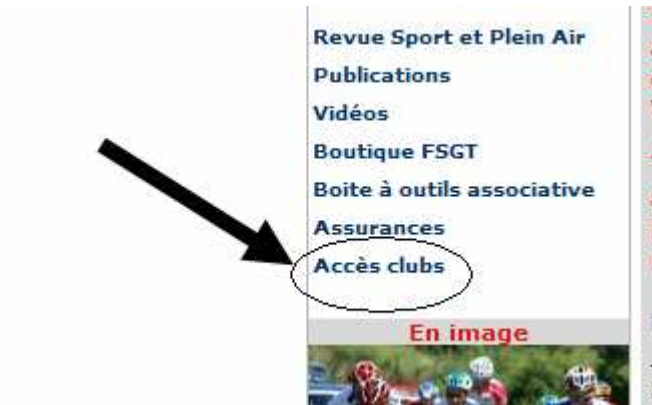 Revue Sport et Plein Air
Publications
Vidéos
Boutique FSGT
Boite à outils associative
Assurances
Accès clubs
En image